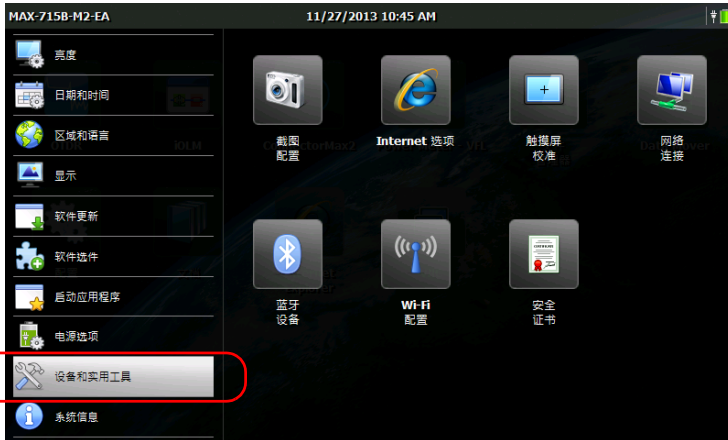 MAX-715B-M2-EA 11/27/2013 10:45 AM
亮度
日期和时间
区域和语言
显示
软件更新
软件选件
启动应用程序
电源选项
设备和实用工具
系统信息
截图
配置
Internet 选项
触摸屏
校准
网络
连接
蓝牙
设备
Wi-Fi
配置
安全
证书